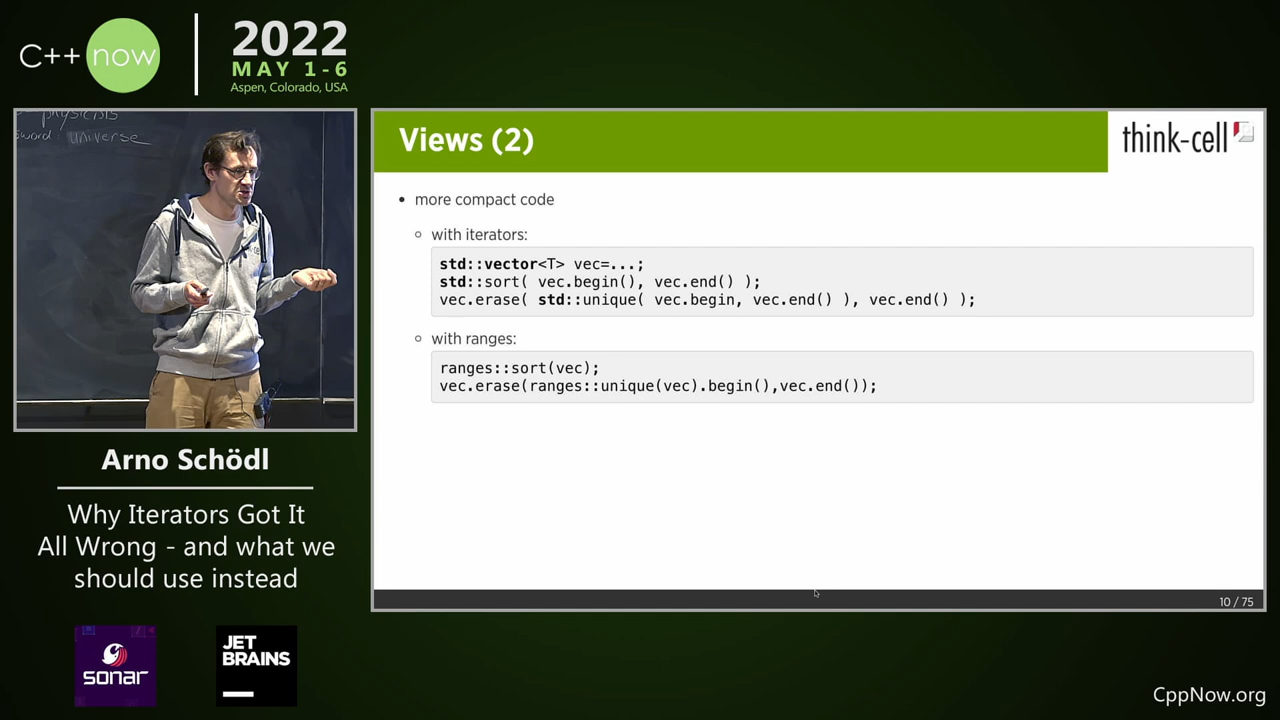 C++ now
2022
MAY 1-6
Aspen, Colorado, USA
physicists
sword: universe
Views (2)
think-cell
• more compact code
with iterators:
std::vector<T> vec=...;
std::sort( vec.begin(), vec.end() );
vec.erase( std::unique( vec.begin, vec.end() ), vec.end() );
with ranges:
ranges::sort(vec);
vec.erase(ranges::unique(vec).begin(),vec.end());
10 / 75
Arno Schödl
Why Iterators Got It
All Wrong - and what we
should use instead
sonar
JET
BRAINS
CppNow.org